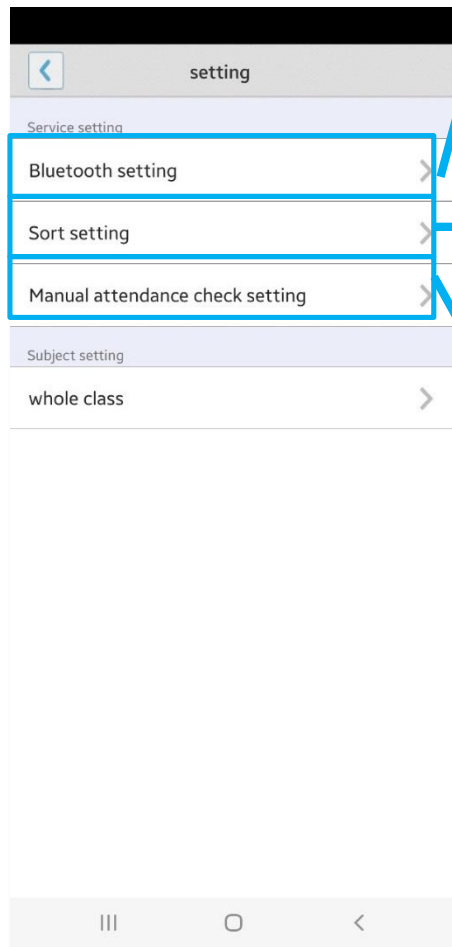 setting
Service setting
Bluetooth setting
Sort setting
Manual attendance check setting
Subject setting
whole class